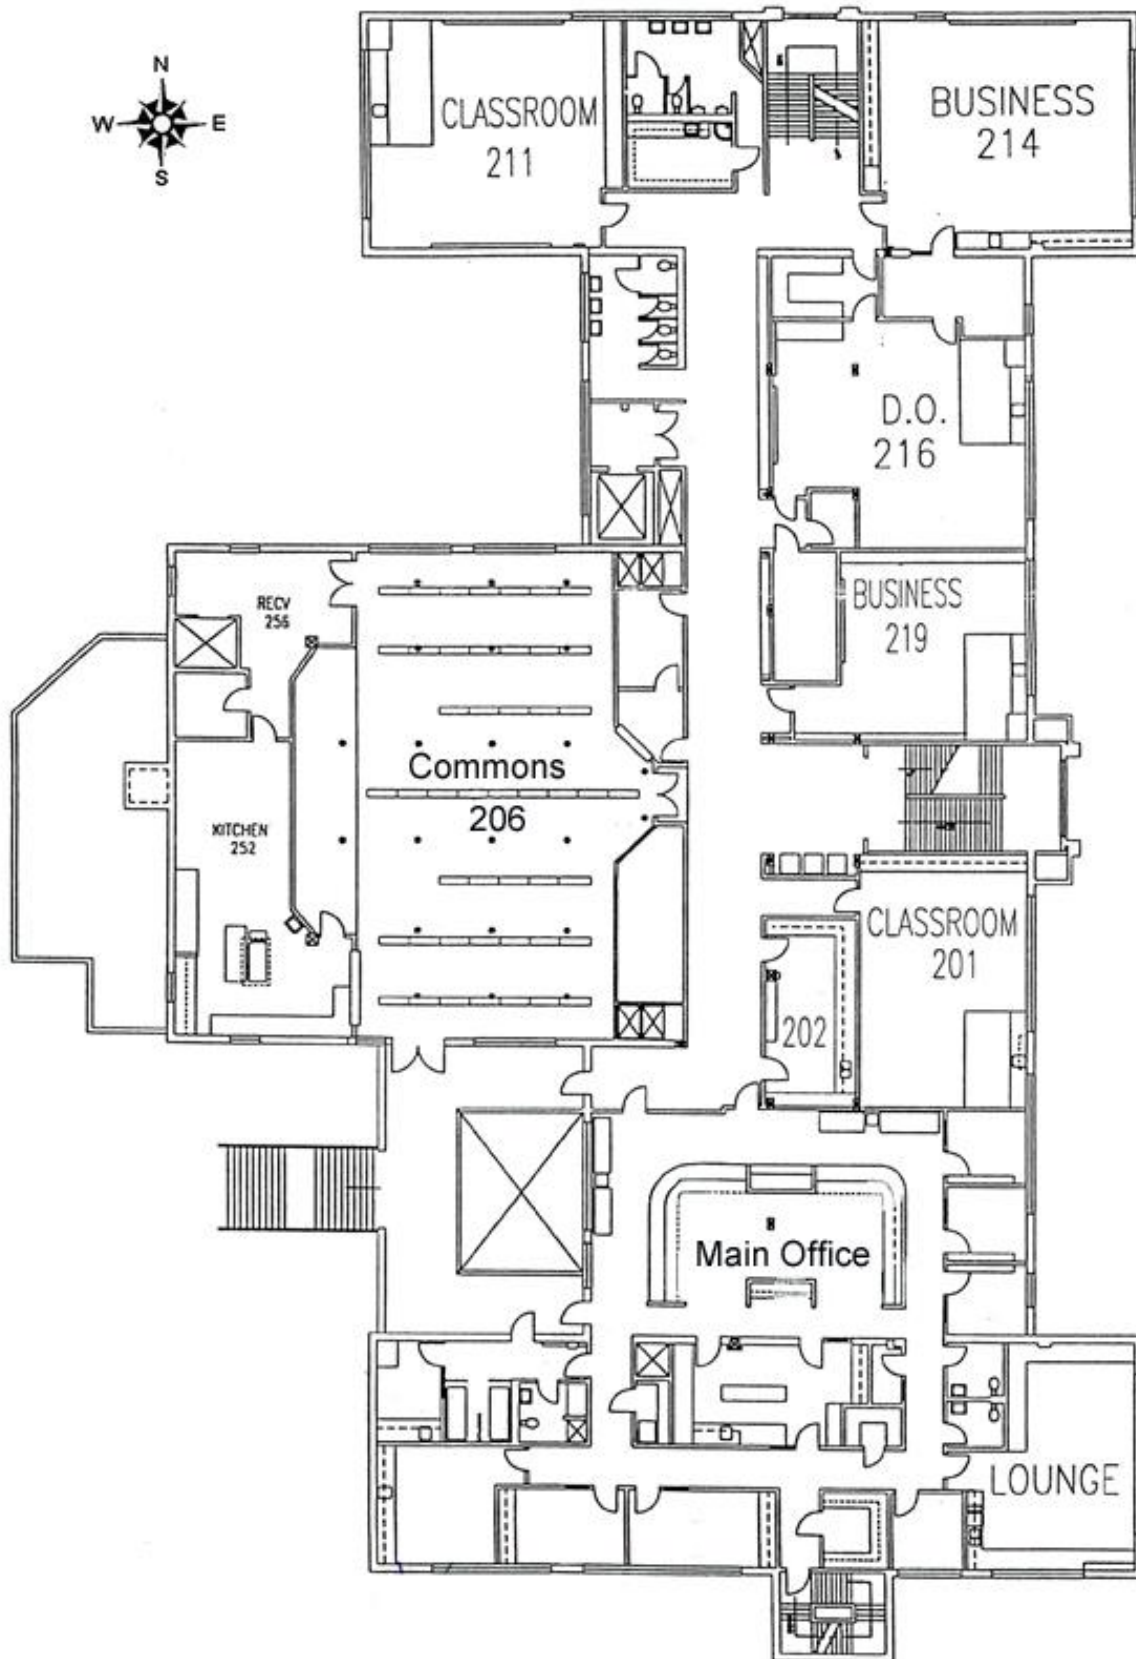 N
W E
S
CLASSROOM
211
BUSINESS
214
D.O.
216
RECV
256
BUSINESS
219
Commons
206
KITCHEN
252
CLASSROOM
201
202
Main Office
LOUNGE